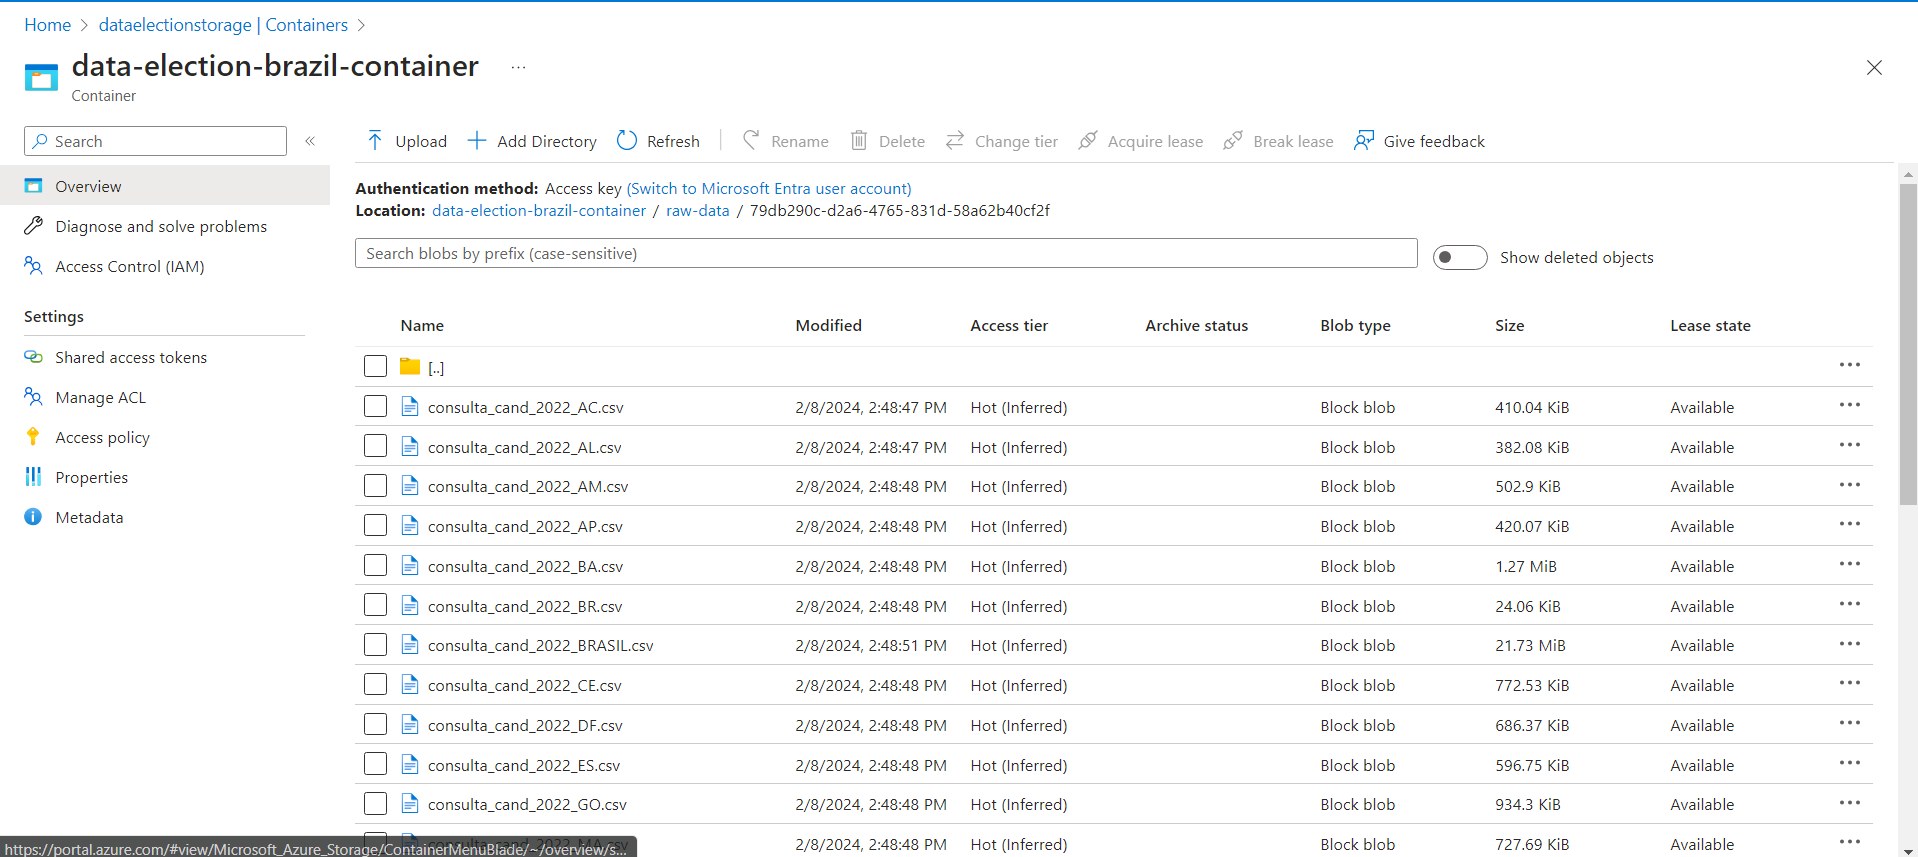 Home > dataelectionstorage | Containers >
data-election-brazil-container ...
Container
Search «
Upload Add Directory Refresh Rename Delete Change tier Acquire lease Break lease Give feedback
Overview
Diagnose and solve problems
Access Control (IAM)
Settings
Shared access tokens
Manage ACL
Access policy
Properties
Metadata
Authentication method: Access key (Switch to Microsoft Entra user account)
Location: data-election-brazil-container / raw-data / 79db290c-d2a6-4765-831d-58a62b40cf2f
Search blobs by prefix (case-sensitive)
Show deleted objects
Name Modified Access tier Archive status Blob type Size Lease state
[..]
consulta_cand_2022_AC.csv 2/8/2024, 2:48:47 PM Hot (Inferred) Block blob 410.04 KiB Available
consulta_cand_2022_AL.csv 2/8/2024, 2:48:47 PM Hot (Inferred) Block blob 382.08 KiB Available
consulta_cand_2022_AM.csv 2/8/2024, 2:48:48 PM Hot (Inferred) Block blob 502.9 KiB Available
consulta_cand_2022_AP.csv 2/8/2024, 2:48:48 PM Hot (Inferred) Block blob 420.07 KiB Available
consulta_cand_2022_BA.csv 2/8/2024, 2:48:48 PM Hot (Inferred) Block blob 1.27 MiB Available
consulta_cand_2022_BR.csv 2/8/2024, 2:48:48 PM Hot (Inferred) Block blob 24.06 KiB Available
consulta_cand_2022_BRASIL.csv 2/8/2024, 2:48:51 PM Hot (Inferred) Block blob 21.73 MiB Available
consulta_cand_2022_CE.csv 2/8/2024, 2:48:48 PM Hot (Inferred) Block blob 772.53 KiB Available
consulta_cand_2022_DF.csv 2/8/2024, 2:48:48 PM Hot (Inferred) Block blob 686.37 KiB Available
consulta_cand_2022_ES.csv 2/8/2024, 2:48:48 PM Hot (Inferred) Block blob 596.75 KiB Available
consulta_cand_2022_GO.csv 2/8/2024, 2:48:48 PM Hot (Inferred) Block blob 934.3 KiB Available
consulta_cand_2022_MA.csv 2/8/2024, 2:48:48 PM Hot (Inferred) Block blob 727.69 KiB Available
https://portal.azure.com/#view/Microsoft_Azure_Storage/ContainerMenuBlade/~/overview/s...